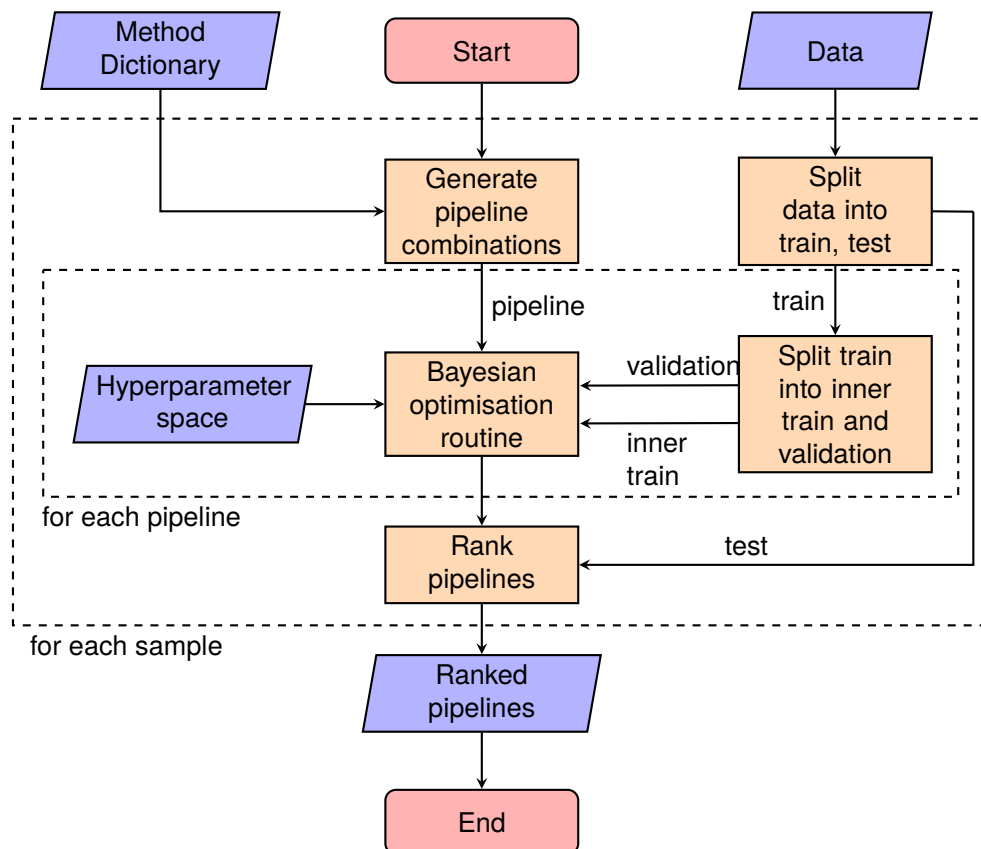 Method
Dictionary
Start
Data
Generate
pipeline
combinations
Split
data into
train, test
pipeline
train
Hyperparameter
space
Bayesian
optimisation
routine
validation
inner
train
Split train
into inner
train and
validation
for each pipeline
Rank
pipelines
test
for each sample
Ranked
pipelines
End